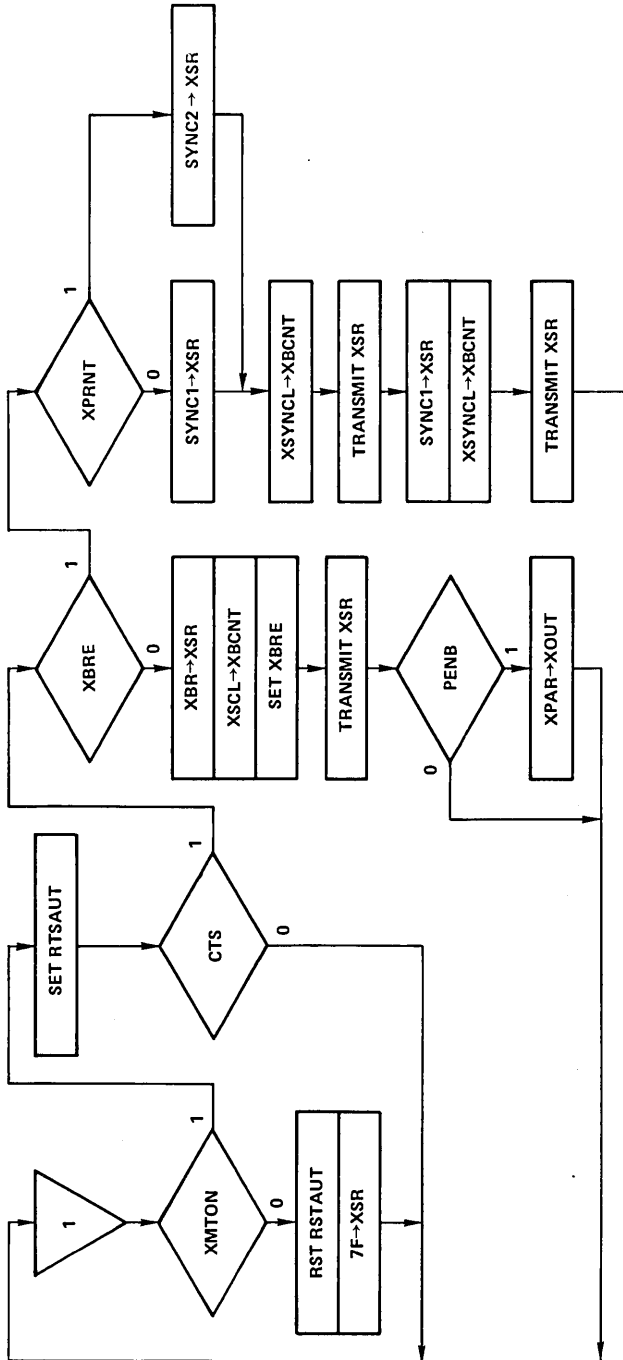 1
XMTON
1
0
RST RSTAUT
7F→XSR
SET RTSAUT
CTS
1
0
XBRE
1
0
XBR→XSR
XSCL→XBCNT
SET XBRE
TRANSMIT XSR
PENB
0
1
XPAR→XOUT
XPRNT
1
0
SYNC1→XSR
SYNC2→XSR
XSYNCL→XBCNT
TRANSMIT XSR
SYNC1→XSR
XSYNCL→XBCNT
TRANSMIT XSR